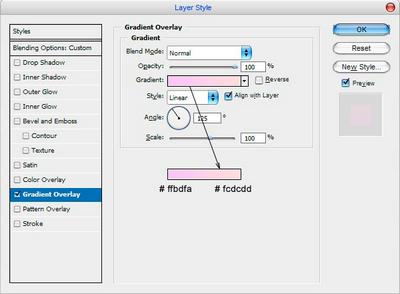 Layer Style
Styles
Blending Options: Custom
Drop Shadow
Inner Shadow
Outer Glow
Inner Glow
Bevel and Emboss
Contour
Texture
Satin
Color Overlay
Gradient Overlay
Pattern Overlay
Stroke
Gradient Overlay
Gradient
Blend Mode: Normal
Opacity: 100 %
Gradient: Reverse
Style: Linear Align with Layer
Angle: 125 °
Scale: 100 %
# ffbdfa # fcdcdd
OK
Reset
New Style...
Preview